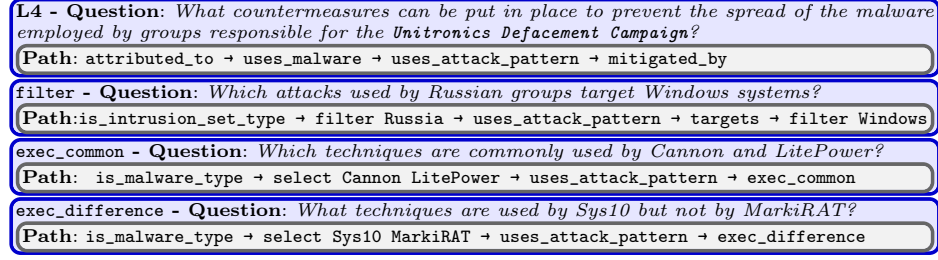 L4 - Question: What countermeasures can be put in place to prevent the spread of the malware
employed by groups responsible for the Unitronics Defacement Campaign?
Path: attributed_to → uses_malware → uses_attack_pattern → mitigated_by
filter - Question: Which attacks used by Russian groups target Windows systems?
Path:is_intrusion_set_type → filter Russia → uses_attack_pattern → targets → filter Windows
exec_common - Question: Which techniques are commonly used by Cannon and LitePower?
Path: is_malware_type → select Cannon LitePower → uses_attack_pattern → exec_common
exec_difference - Question: What techniques are used by Sys10 but not by MarkiRAT?
Path: is_malware_type → select Sys10 MarkiRAT → uses_attack_pattern → exec_difference